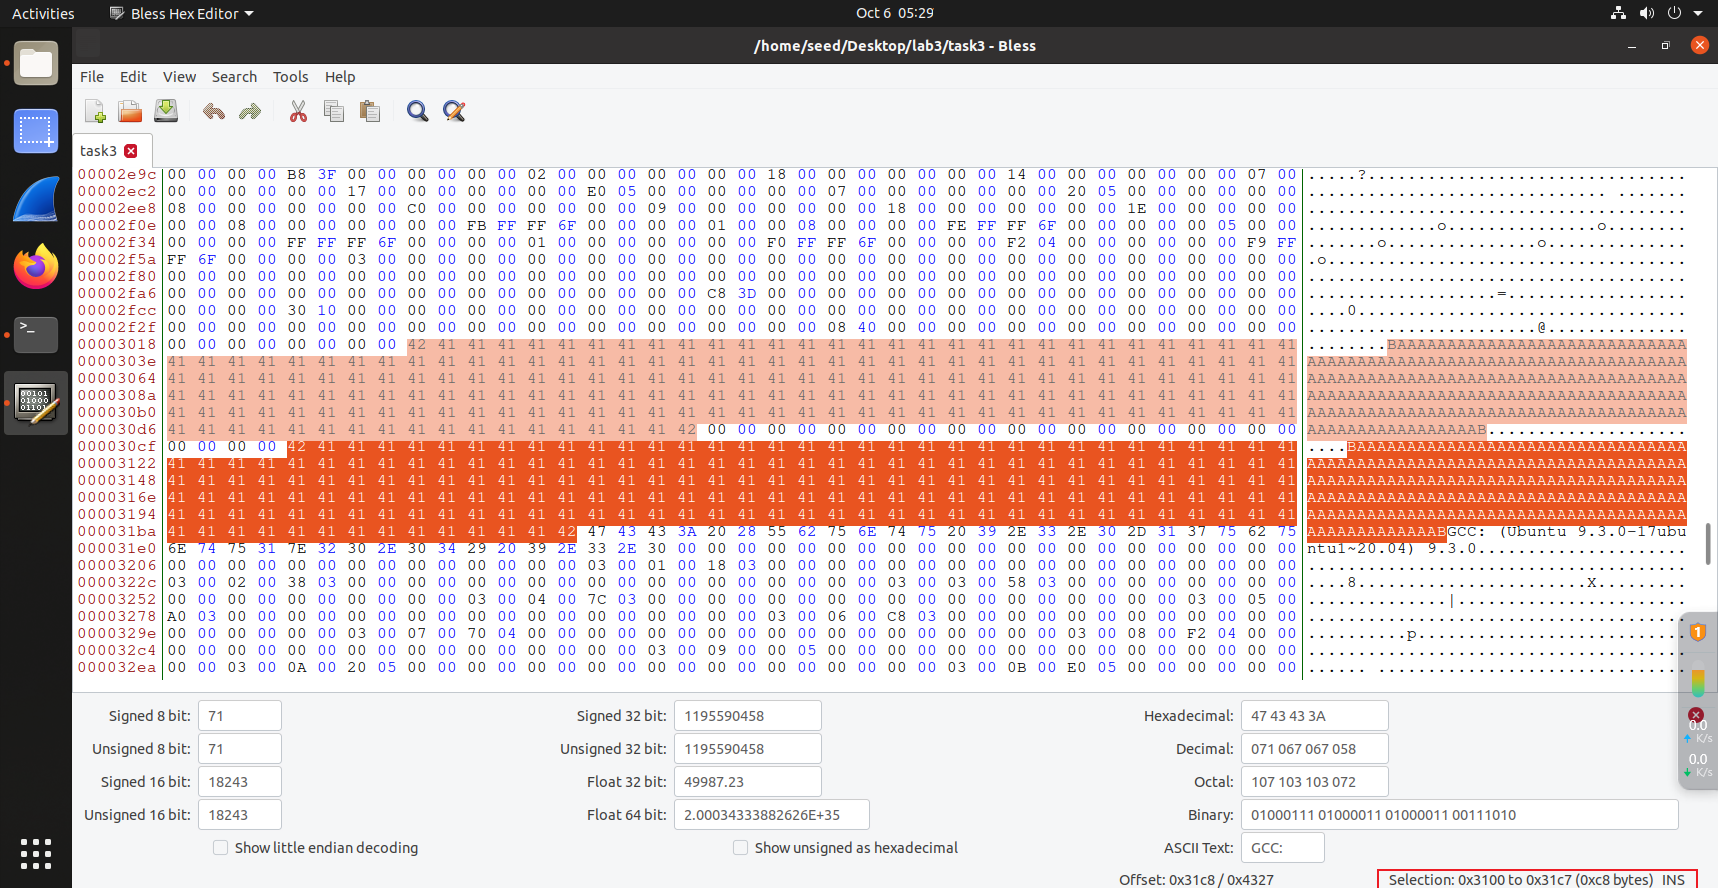 Activities Bless Hex Editor Oct 6 05:29
/home/seed/Desktop/lab3/task3 - Bless
File Edit View Search Tools Help
task3
00002e9c 00 00 00 00 B8 3F 00 00 00 00 00 00 02 00 00 00 00 00 00 00 18 00 00 00 00 00 00 00 14 00 00 00 00 00 00 00 07 00 .....?................................
00002ec2 00 00 00 00 00 00 17 00 00 00 00 00 00 00 E0 05 00 00 00 00 00 00 07 00 00 00 00 00 00 00 20 05 00 00 00 00 00 00 ......................................
00002ee8 08 00 00 00 00 00 00 00 C0 00 00 00 00 00 00 00 09 00 00 00 00 00 00 00 18 00 00 00 00 00 00 00 1E 00 00 00 00 00 ......................................
00002f0e 00 00 08 00 00 00 00 00 00 00 FB FF FF 6F 00 00 00 00 01 00 00 08 00 00 00 00 FE FF FF 6F 00 00 00 00 00 05 00 00 .............o...............o........
00002f34 00 00 00 00 FF FF FF 6F 00 00 00 00 01 00 00 00 00 00 00 00 F0 FF FF 6F 00 00 00 00 F2 04 00 00 00 00 00 00 F9 FF .......o...............o..............
00002f5a FF 6F 00 00 00 00 03 00 00 00 00 00 00 00 00 00 00 00 00 00 00 00 00 00 00 00 00 00 00 00 00 00 00 00 00 00 00 00 .o....................................
00002f80 00 00 00 00 00 00 00 00 00 00 00 00 00 00 00 00 00 00 00 00 00 00 00 00 00 00 00 00 00 00 00 00 00 00 00 00 00 00 ......................................
00002fa6 00 00 00 00 00 00 00 00 00 00 00 00 00 00 00 00 00 00 C8 3D 00 00 00 00 00 00 00 00 00 00 00 00 00 00 00 00 00 00 ...................=..................
00002fcc 00 00 00 00 30 10 00 00 00 00 00 00 00 00 00 00 00 00 00 00 00 00 00 00 00 00 00 00 00 00 00 00 00 00 00 00 00 00 ....0.................................
00002f2f 00 00 00 00 00 00 00 00 00 00 00 00 00 00 00 00 00 00 00 00 00 00 08 40 00 00 00 00 00 00 00 00 00 00 00 00 00 00 .......................@..............
00003018 00 00 00 00 00 00 00 00 42 41 41 41 41 41 41 41 41 41 41 41 41 41 41 41 41 41 41 41 41 41 41 41 41 41 41 41 41 41 ........BAAAAAAAAAAAAAAAAAAAAAAAAAAAAA
0000303e 41 41 41 41 41 41 41 41 41 41 41 41 41 41 41 41 41 41 41 41 41 41 41 41 41 41 41 41 41 41 41 41 41 41 41 41 41 41 AAAAAAAAAAAAAAAAAAAAAAAAAAAAAAAAAAAAAA
00003064 41 41 41 41 41 41 41 41 41 41 41 41 41 41 41 41 41 41 41 41 41 41 41 41 41 41 41 41 41 41 41 41 41 41 41 41 41 41 AAAAAAAAAAAAAAAAAAAAAAAAAAAAAAAAAAAAAA
0000308a 41 41 41 41 41 41 41 41 41 41 41 41 41 41 41 41 41 41 41 41 41 41 41 41 41 41 41 41 41 41 41 41 41 41 41 41 41 41 AAAAAAAAAAAAAAAAAAAAAAAAAAAAAAAAAAAAAA
000030b0 41 41 41 41 41 41 41 41 41 41 41 41 41 41 41 41 41 41 41 41 41 41 41 41 41 41 41 41 41 41 41 41 41 41 41 41 41 41 AAAAAAAAAAAAAAAAAAAAAAAAAAAAAAAAAAAAAA
000030d6 41 41 41 41 41 41 41 41 41 41 41 41 41 41 41 41 41 42 00 00 00 00 00 00 00 00 00 00 00 00 00 00 00 00 00 00 00 00 AAAAAAAAAAAAAAAAAB....................
000030cf 00 00 00 00 42 41 41 41 41 41 41 41 41 41 41 41 41 41 41 41 41 41 41 41 41 41 41 41 41 41 41 41 41 41 41 41 41 41 ....BAAAAAAAAAAAAAAAAAAAAAAAAAAAAAAAAA
00003122 41 41 41 41 41 41 41 41 41 41 41 41 41 41 41 41 41 41 41 41 41 41 41 41 41 41 41 41 41 41 41 41 41 41 41 41 41 41 AAAAAAAAAAAAAAAAAAAAAAAAAAAAAAAAAAAAAA
00003148 41 41 41 41 41 41 41 41 41 41 41 41 41 41 41 41 41 41 41 41 41 41 41 41 41 41 41 41 41 41 41 41 41 41 41 41 41 41 AAAAAAAAAAAAAAAAAAAAAAAAAAAAAAAAAAAAAA
0000316e 41 41 41 41 41 41 41 41 41 41 41 41 41 41 41 41 41 41 41 41 41 41 41 41 41 41 41 41 41 41 41 41 41 41 41 41 41 41 AAAAAAAAAAAAAAAAAAAAAAAAAAAAAAAAAAAAAA
00003194 41 41 41 41 41 41 41 41 41 41 41 41 41 41 41 41 41 41 41 41 41 41 41 41 41 41 41 41 41 41 41 41 41 41 41 41 41 41 AAAAAAAAAAAAAAAAAAAAAAAAAAAAAAAAAAAAAA
000031ba 41 41 41 41 41 41 41 41 41 41 41 41 41 42 47 43 43 3A 20 28 55 62 75 6E 74 75 20 39 2E 33 2E 30 2D 31 37 75 62 75 AAAAAAAAAAAAABGCC: (Ubuntu 9.3.0-17ubu
000031e0 6E 74 75 31 7E 32 30 2E 30 34 29 20 39 2E 33 2E 30 00 00 00 00 00 00 00 00 00 00 00 00 00 00 00 00 00 00 00 00 00 ntu1~20.04) 9.3.0.....................
00003206 00 00 00 00 00 00 00 00 00 00 00 00 00 00 03 00 01 00 18 03 00 00 00 00 00 00 00 00 00 00 00 00 00 00 00 00 00 00 ......................................
0000322c 03 00 02 00 38 03 00 00 00 00 00 00 00 00 00 00 00 00 00 00 00 00 00 00 03 00 03 00 58 03 00 00 00 00 00 00 00 00 ....8.......................X.........
00003252 00 00 00 00 00 00 00 00 00 00 03 00 04 00 7C 03 00 00 00 00 00 00 00 00 00 00 00 00 00 00 00 00 00 00 03 00 05 00 ..............|.......................
00003278 A0 03 00 00 00 00 00 00 00 00 00 00 00 00 00 00 00 00 00 00 03 00 06 00 C8 03 00 00 00 00 00 00 00 00 00 00 00 00 ......................................
0000329e 00 00 00 00 00 00 03 00 07 00 70 04 00 00 00 00 00 00 00 00 00 00 00 00 00 00 00 00 00 00 03 00 08 00 F2 04 00 00 ..........p...........................
000032c4 00 00 00 00 00 00 00 00 00 00 00 00 00 00 00 00 03 00 09 00 00 05 00 00 00 00 00 00 00 00 00 00 00 00 00 00 00 00 ......................................
000032ea 00 00 03 00 0A 00 20 05 00 00 00 00 00 00 00 00 00 00 00 00 00 00 00 00 00 00 03 00 0B 00 E0 05 00 00 00 00 00 00 ...... ...............................
Signed 8 bit: 71 Signed 32 bit: 1195590458 Hexadecimal: 47 43 43 3A
Unsigned 8 bit: 71 Unsigned 32 bit: 1195590458 Decimal: 071 067 067 058
Signed 16 bit: 18243 Float 32 bit: 49987.23 Octal: 107 103 103 072
Unsigned 16 bit: 18243 Float 64 bit: 2.00034333882626E+35 Binary: 01000111 01000011 01000011 00111010
Show little endian decoding Show unsigned as hexadecimal ASCII Text: GCC:
Offset: 0x31c8 / 0x4327 Selection: 0x3100 to 0x31c7 (0xc8 bytes) INS
1
0.0
K/s
0.0
K/s